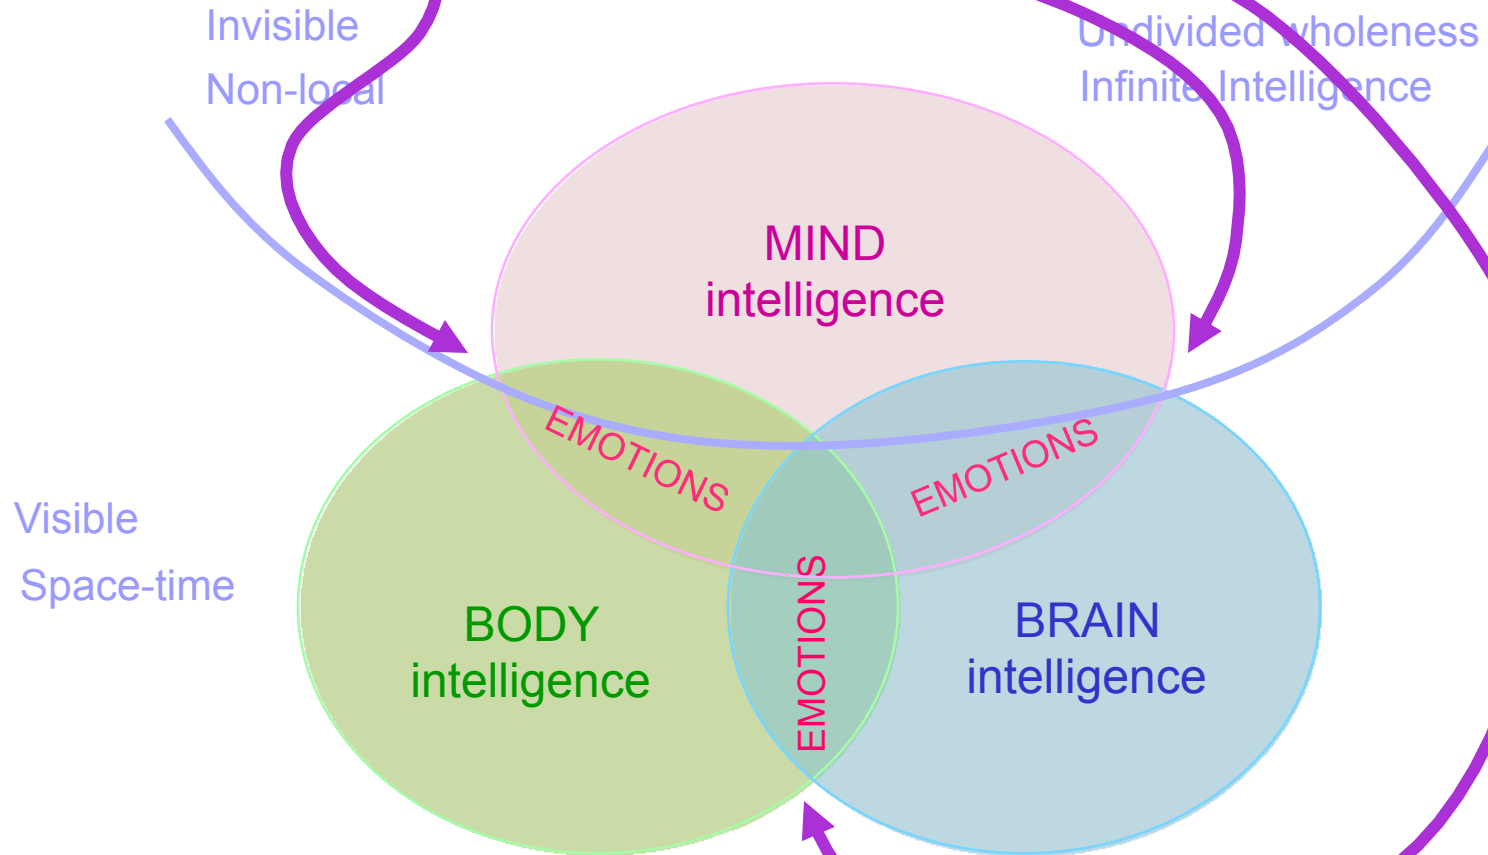 Invisible
Non-local
Undivided wholeness
Infinite Intelligence
MIND
intelligence
EMOTIONS
EMOTIONS
Visible
Space-time
BODY
intelligence
EMOTIONS
BRAIN
intelligence